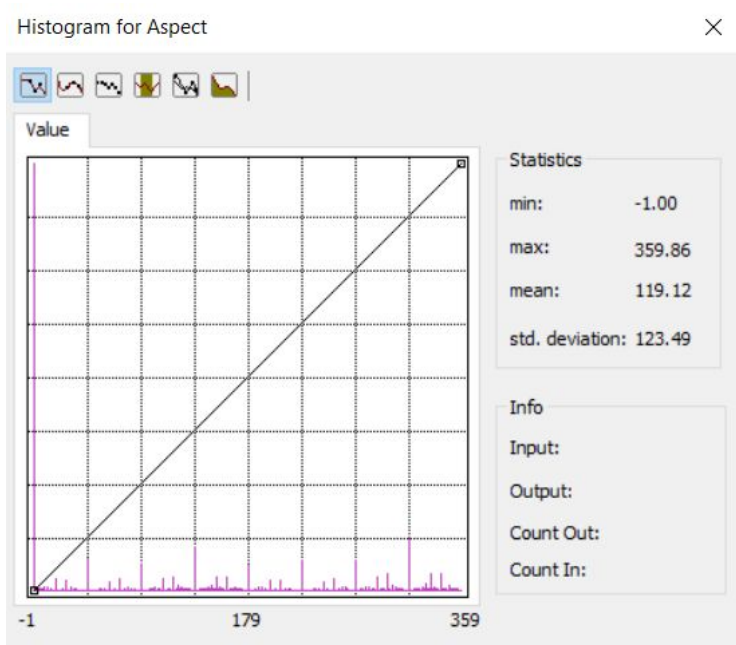 Histogram for Aspect
Value
-1 179 359
Statistics
min: -1.00
max: 359.86
mean: 119.12
std. deviation: 123.49
Info
Input:
Output:
Count Out:
Count In: